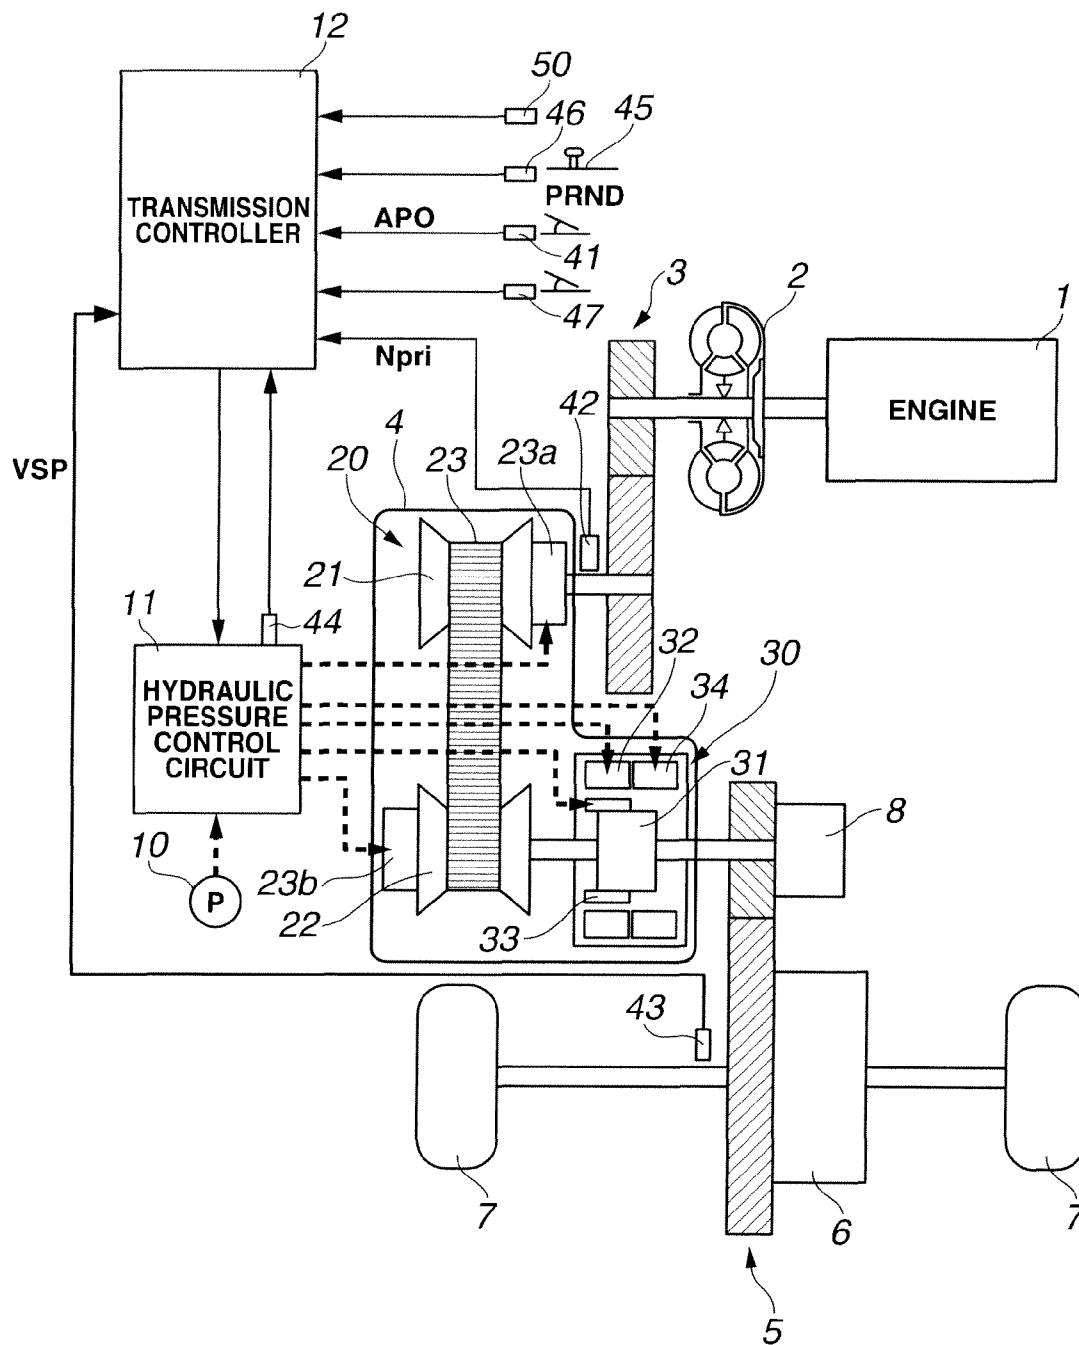 12
50
46
45
TRANSMISSION
CONTROLLER
PRND
APO
41
47
3
2
1
Npri
ENGINE
42
VSP
4
20
23
23a
21
11
44
32
34
30
HYDRAULIC
PRESSURE
CONTROL
CIRCUIT
31
8
10
P
23b
22
33
43
7
6
7
5